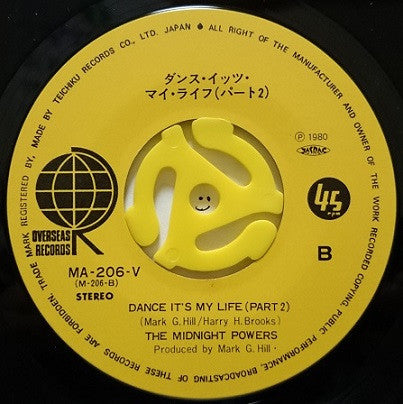 TRADE MARK REGISTERED BY, MADE BY TEICHIKU RECORDS CO., LTD. JAPAN · ALL RIGHT OF THE MANUFACTURER AND OWNER OF THE WORK RECORDED COPYING, PUBLIC PERFORMANCE, BROADCASTING OF THESE RECORDS ARE FORBIDDEN.
ダンス・イッツ・
マイ・ライフ(パート2)
Ⓟ 1980
JASRAC
R
OVERSEAS
RECORDS
45
rpm
MA-206-V
(M-206-B)
STEREO
B
DANCE IT'S MY LIFE (PART 2)
(Mark G. Hill/Harry H. Brooks)
THE MIDNIGHT POWERS
Produced by Mark G. Hill·